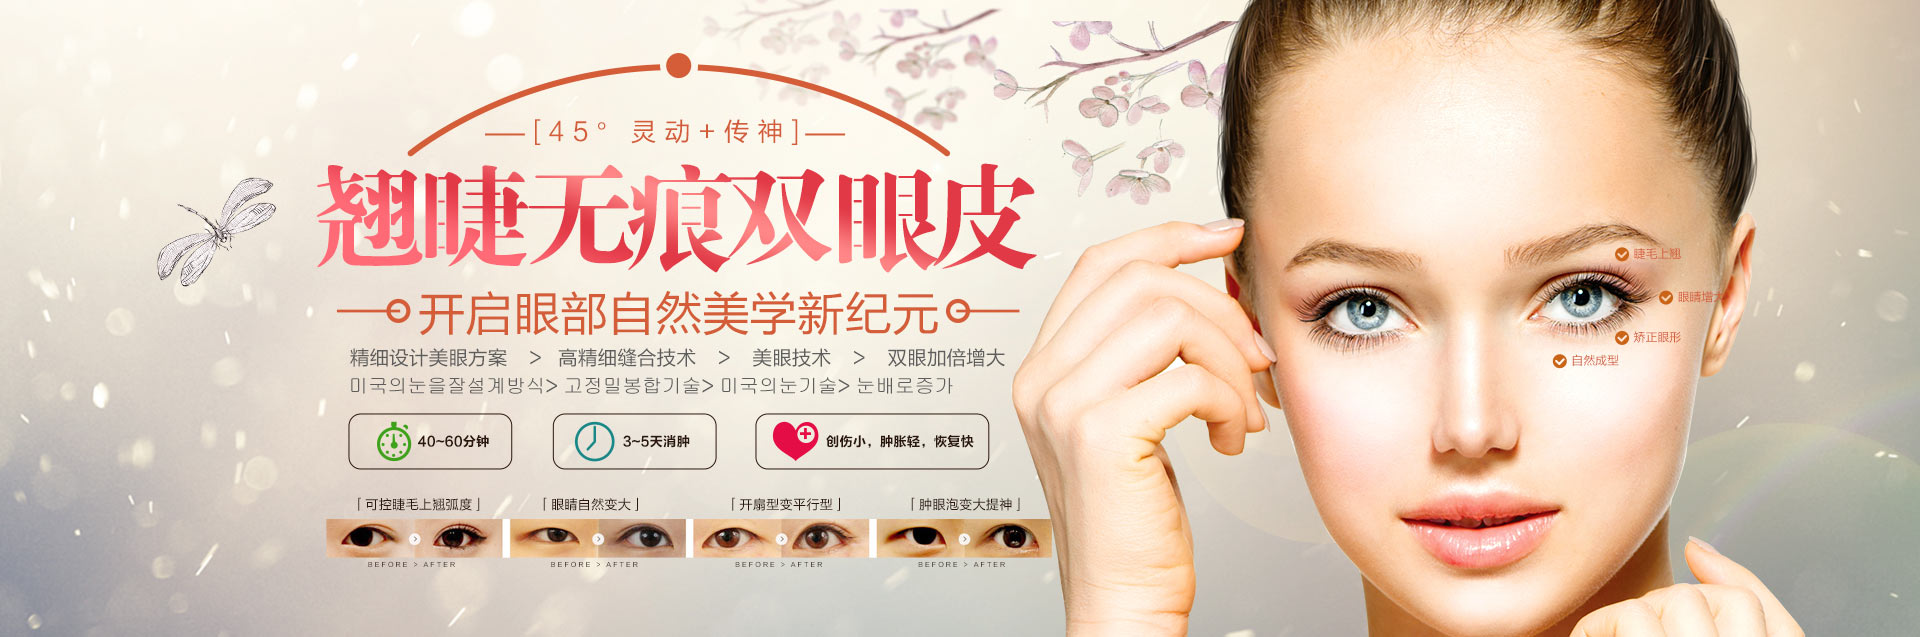 [45° 灵动+传神]
翘睫无痕双眼皮
开启眼部自然美学新纪元
精细设计美眼方案 > 高精细缝合技术 > 美眼技术 > 双眼加倍增大
미국의눈을잘설계방식> 고정밀봉합기술> 미국의눈기술> 눈배로증가
40~60分钟
3~5天消肿
创伤小，肿胀轻，恢复快
「可控睫毛上翘弧度」
「眼睛自然变大」
「开扇型变平行型」
「肿眼泡变大提神」
BEFORE > AFTER
BEFORE > AFTER
BEFORE > AFTER
BEFORE > AFTER
睫毛上翘
眼睛增大
矫正眼形
自然成型